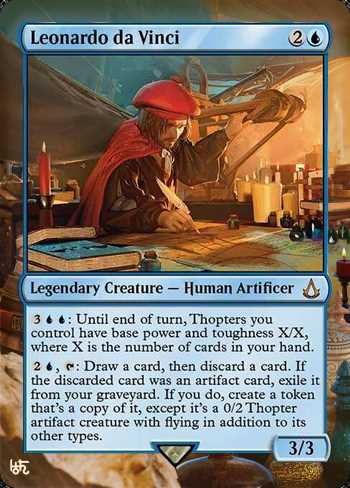 Leonardo da Vinci 2
Legendary Creature — Human Artificer
3: Until end of turn, Thopters you
control have base power and toughness X/X,
where X is the number of cards in your hand.
2, : Draw a card, then discard a card. If
the discarded card was an artifact card, exile it
from your graveyard. If you do, create a token
that's a copy of it, except it's a 0/2 Thopter
artifact creature with flying in addition to
its other types.
3/3